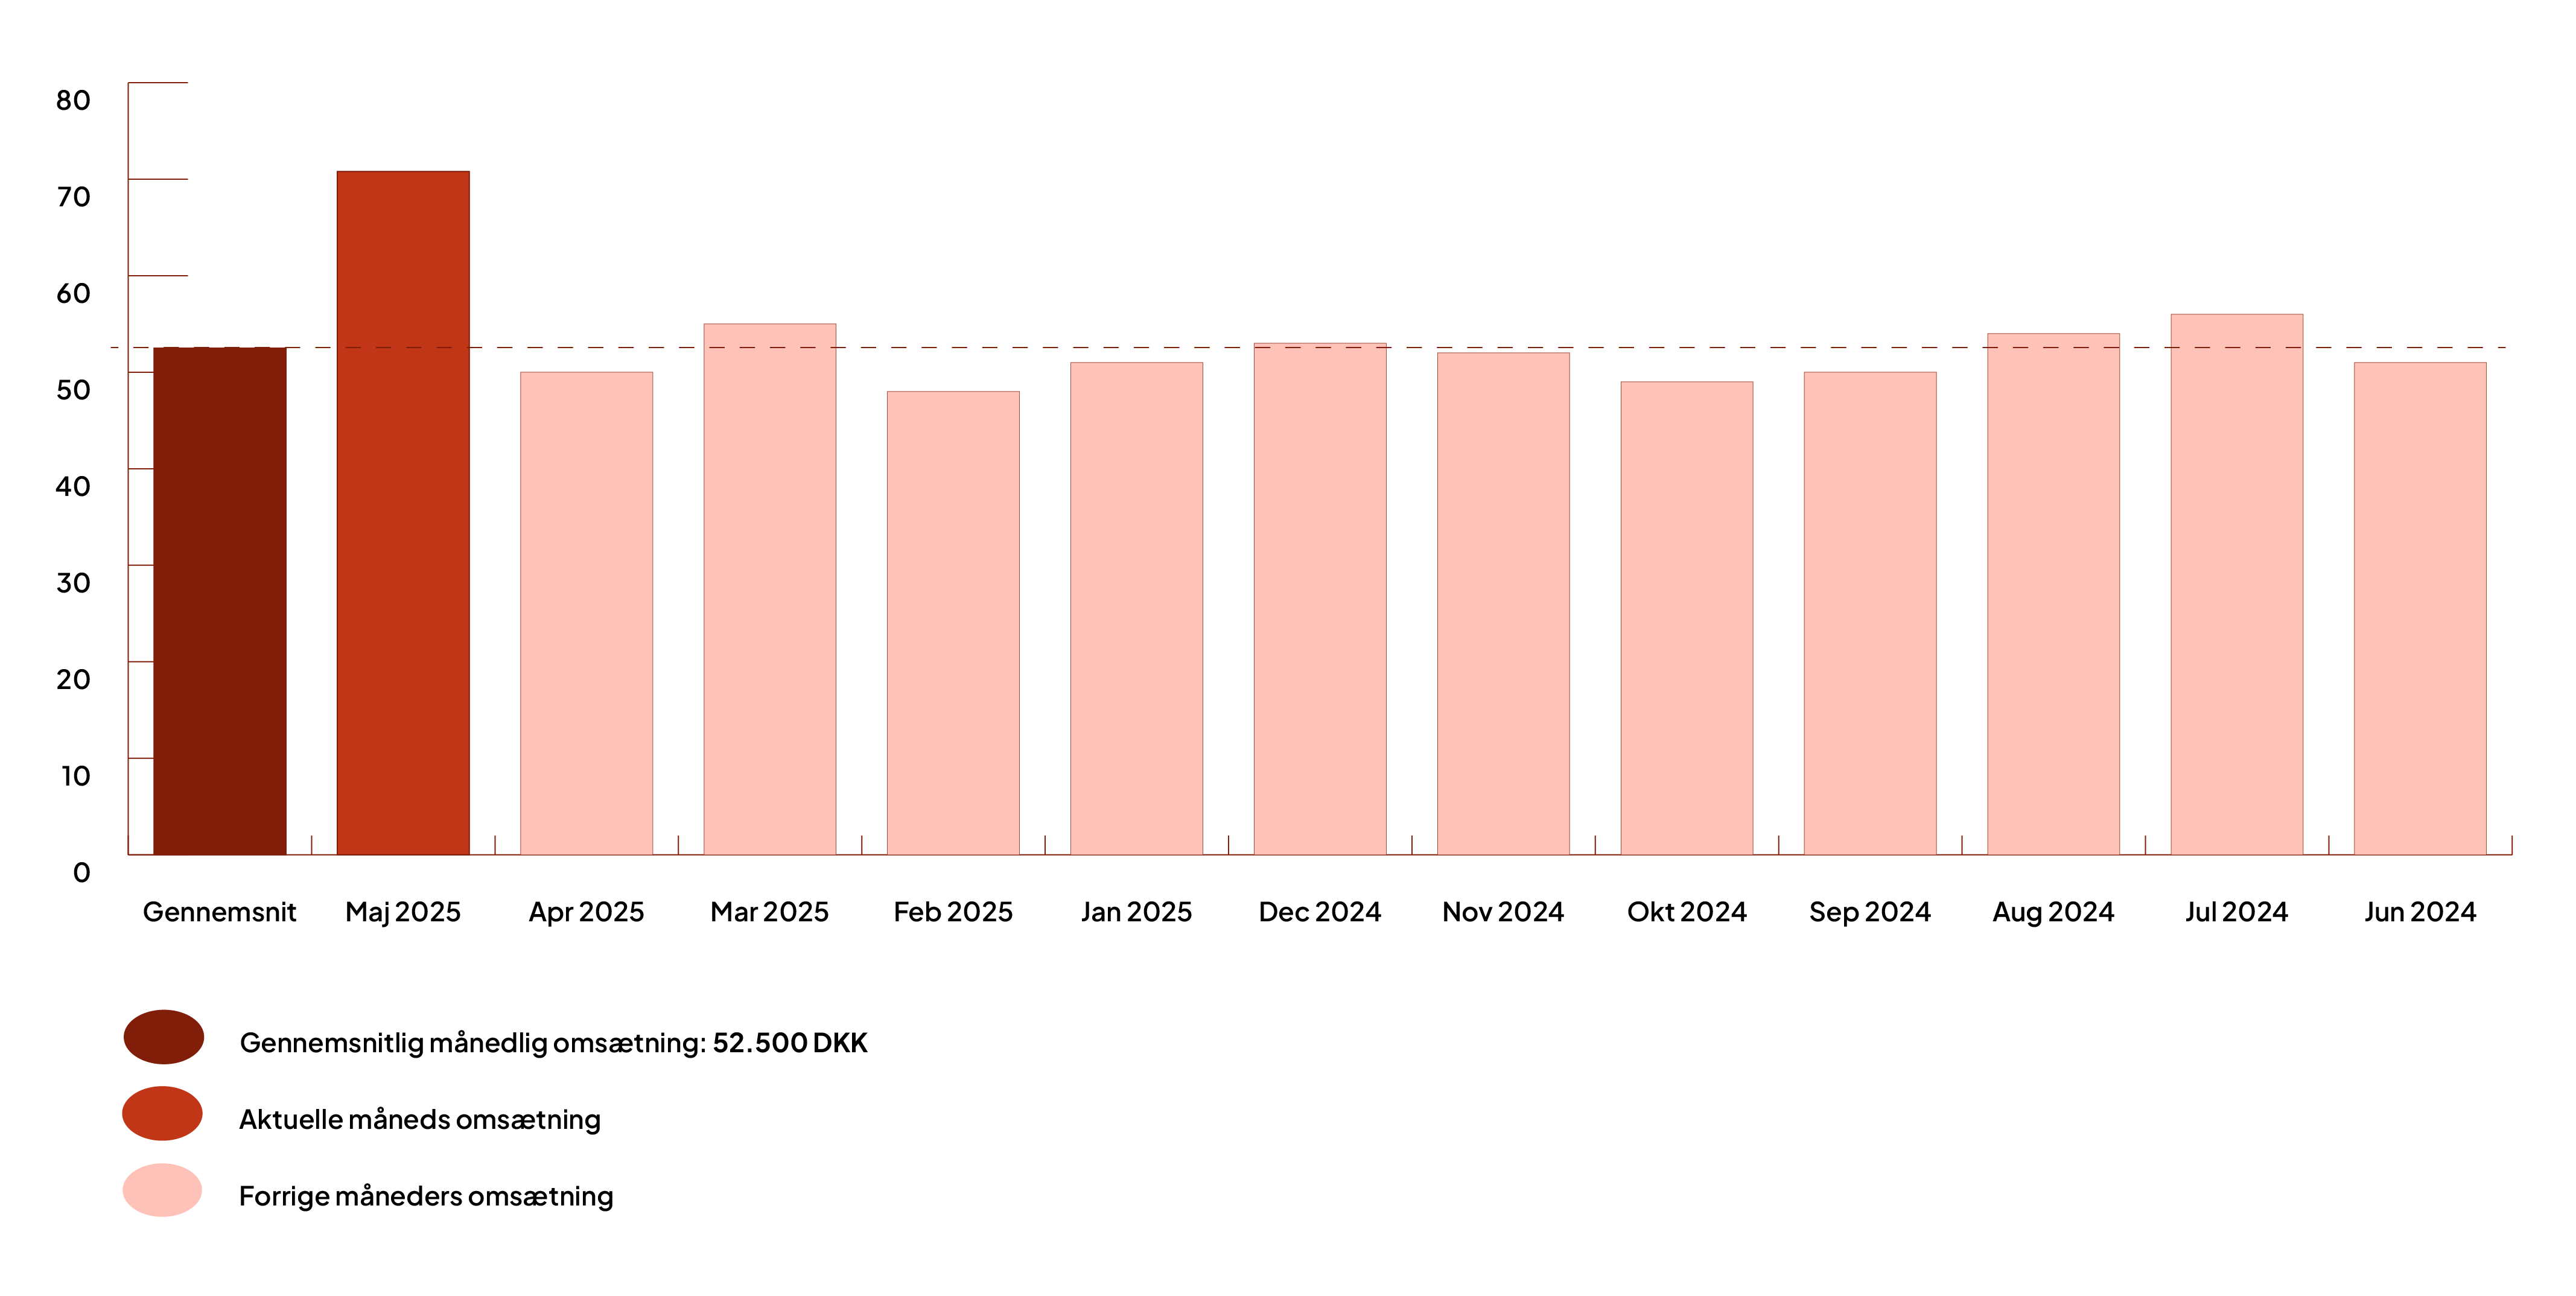 80
70
60
50
40
30
20
10
0
Gennemsnit Maj 2025 Apr 2025 Mar 2025 Feb 2025 Jan 2025 Dec 2024 Nov 2024 Okt 2024 Sep 2024 Aug 2024 Jul 2024 Jun 2024
Gennemsnitlig månedlig omsætning: 52.500 DKK
Aktuelle måneds omsætning
Forrige måneders omsætning